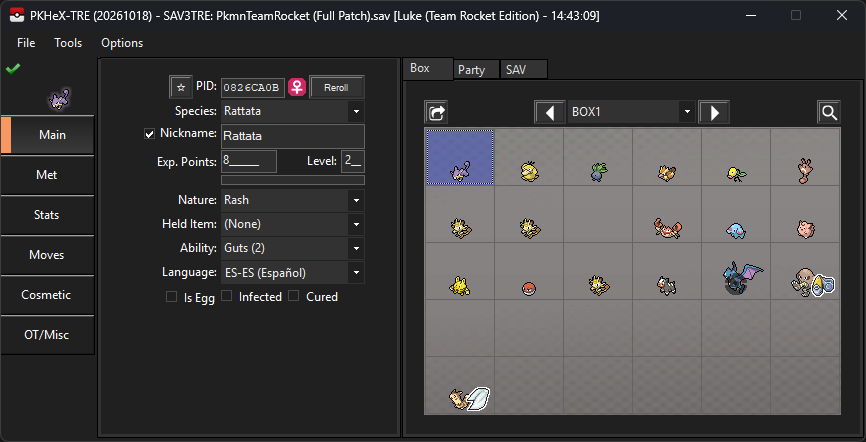 PKHeX-TRE (20261018) - SAV3TRE: PkmnTeamRocket (Full Patch).sav [Luke (Team Rocket Edition) - 14:43:09]
File Tools Options
Main
Met
Stats
Moves
Cosmetic
OT/Misc
☆ PID: 0826CA0B Reroll
Species: Rattata
Nickname: Rattata
Exp. Points: 8_____ Level: 2__
Nature: Rash
Held Item: (None)
Ability: Guts (2)
Language: ES-ES (Español)
Is Egg Infected Cured
Box Party SAV
BOX1